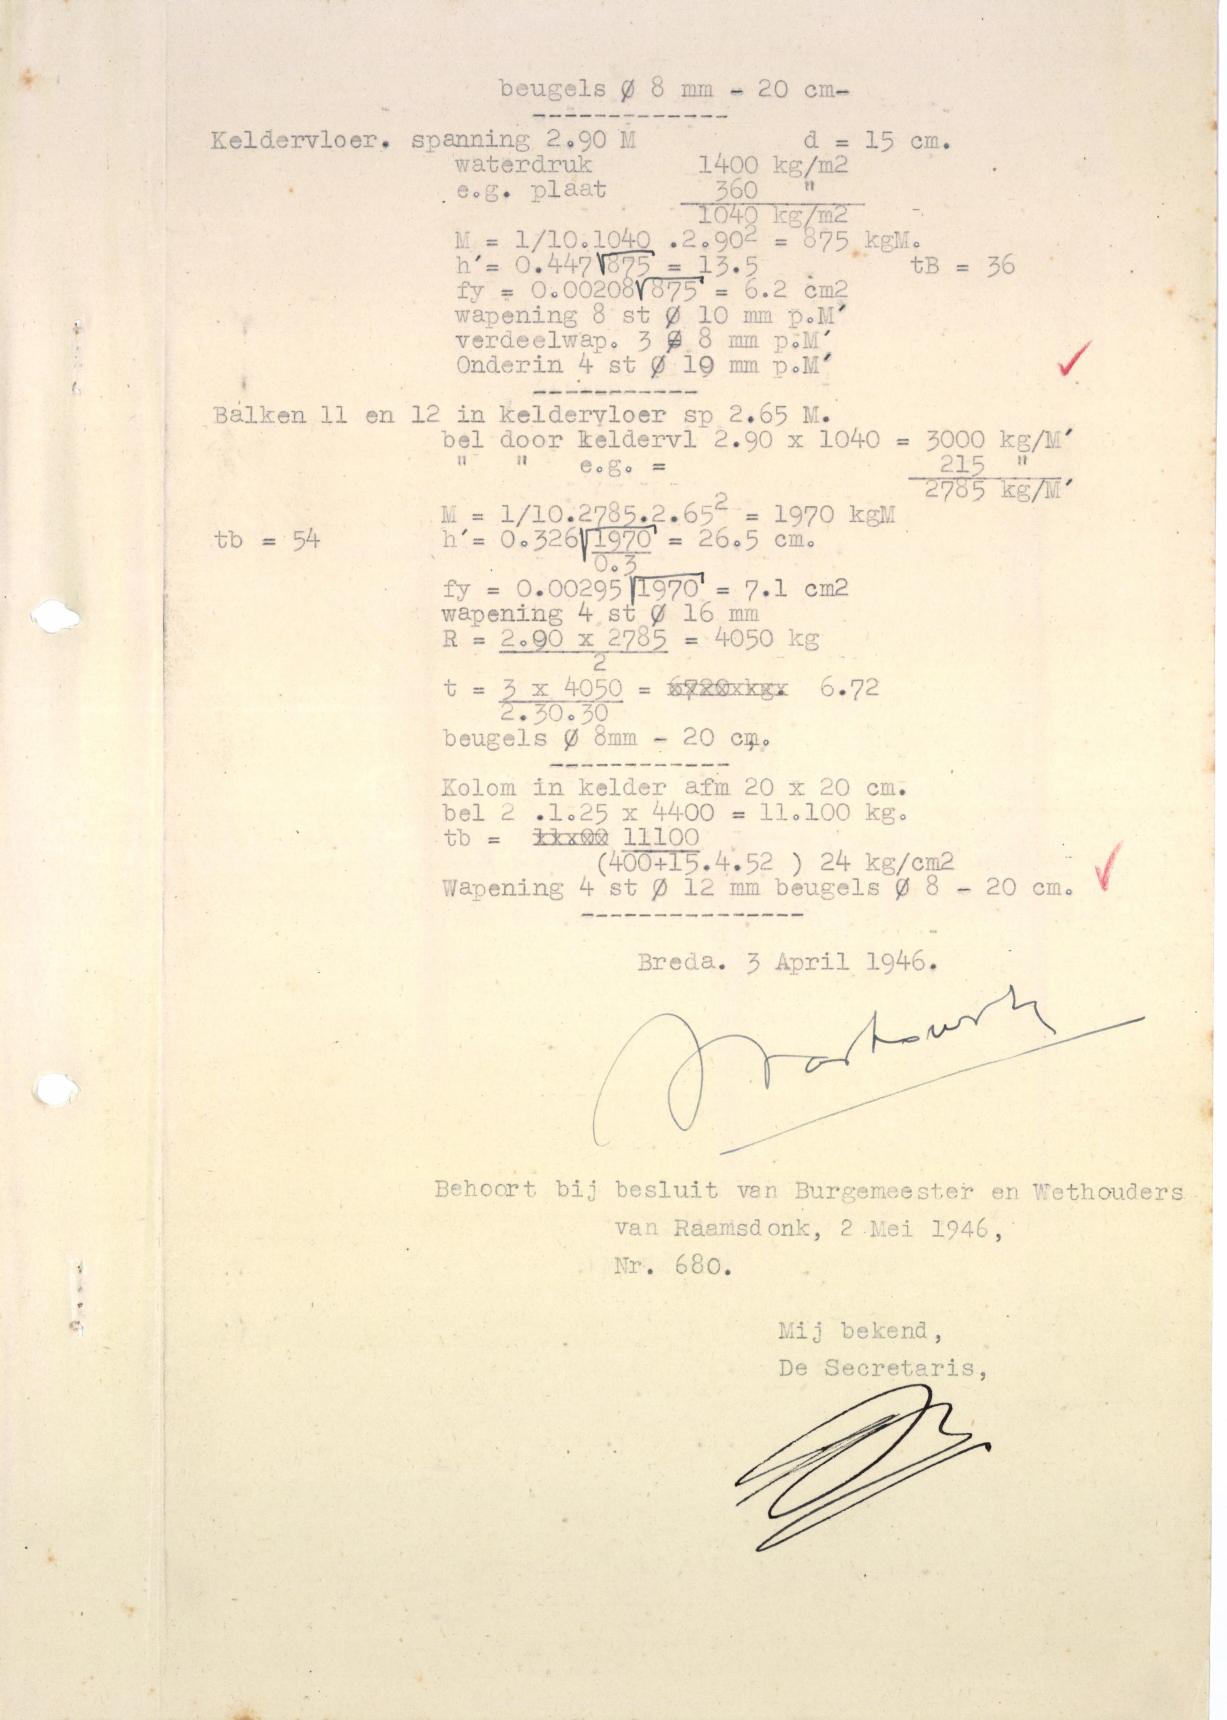 beugels Ø 8 mm - 20 cm-
Keldervloer. spanning 2.90 M d = 15 cm.
waterdruk 1400 kg/m2
e.g. plaat 360 "
1040 kg/m2
M = 1/10.1040 .2.90² = 875 kgM.
h'= 0.447√875 = 13.5 tB = 36
fy = 0.00208√875 = 6.2 cm2
wapening 8 st Ø 10 mm p.M'
verdeelwap. 3 Ø 8 mm p.M'
Onderin 4 st Ø 19 mm p.M'
Balken 11 en 12 in keldervloer sp 2.65 M.
bel door keldervl 2.90 x 1040 = 3000 kg/M'
" " e.g. = 215 "
2785 kg/M'
M = 1/10.2785.2.65² = 1970 kgM
tb = 54 h'= 0.326√1970 = 26.5 cm.
0.3
fy = 0.00295√1970 = 7.1 cm2
wapening 4 st Ø 16 mm
R = 2.90 x 2785 = 4050 kg
2
t = 3 x 4050 = 6.72
2.30.30
beugels Ø 8mm - 20 cm.
Kolom in kelder afm 20 x 20 cm.
bel 2 .1.25 x 4400 = 11.100 kg.
tb = 11100
(400+15.4.52 ) 24 kg/cm2
Wapening 4 st Ø 12 mm beugels Ø 8 - 20 cm.
Breda. 3 April 1946.
Behoort bij besluit van Burgemeester en Wethouders
van Raamsdonk, 2 Mei 1946,
Nr. 680.
Mij bekend,
De Secretaris,